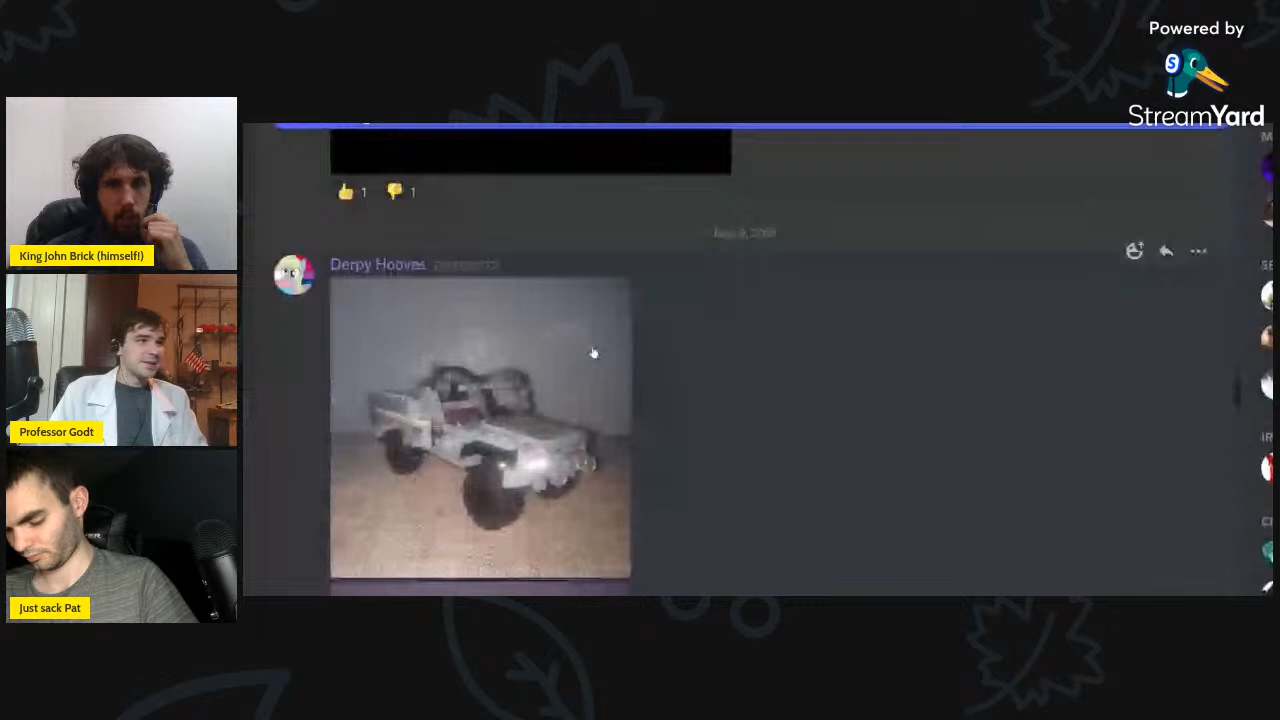 Powered by
StreamYard
King John Brick (himself!)
Professor Godt
Just sack Pat
1
1
Derpy Hooves